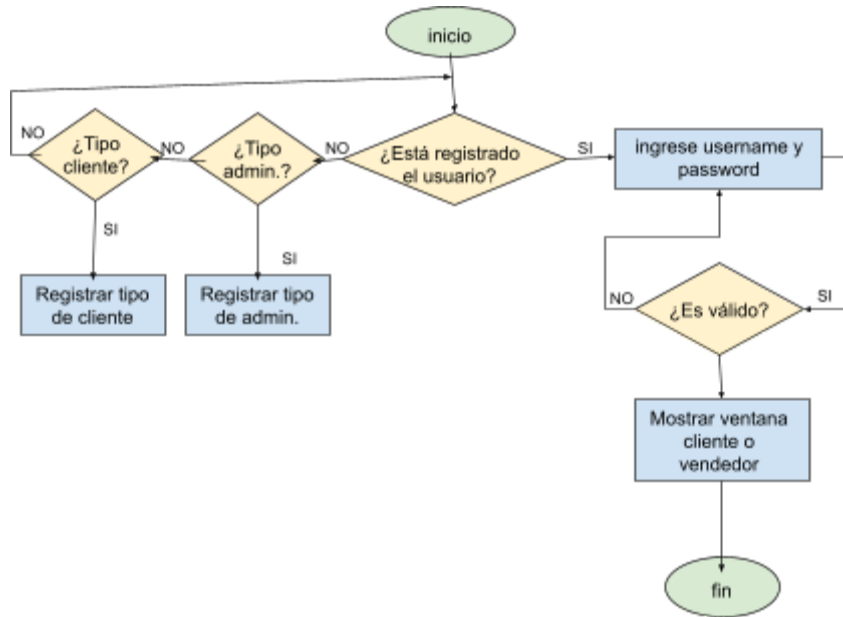 inicio
NO
¿Tipo
cliente?
NO
¿Tipo
admin.?
NO
¿Está registrado
el usuario?
SI
ingrese username y
password
SI
SI
Registrar tipo
de cliente
Registrar tipo
de admin.
NO
¿Es válido?
SI
Mostrar ventana
cliente o
vendedor
fin